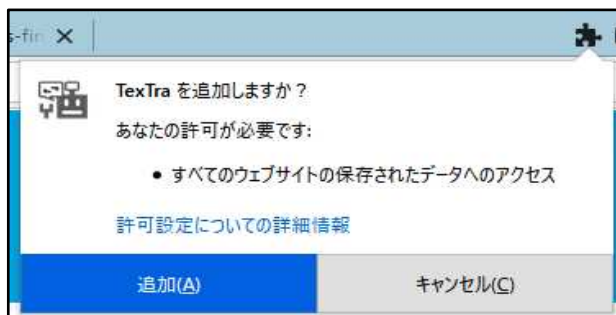 s-fin
TexTra を追加しますか？
あなたの許可が必要です:
• すべてのウェブサイトの保存されたデータへのアクセス
許可設定についての詳細情報
追加(A)
キャンセル(C)